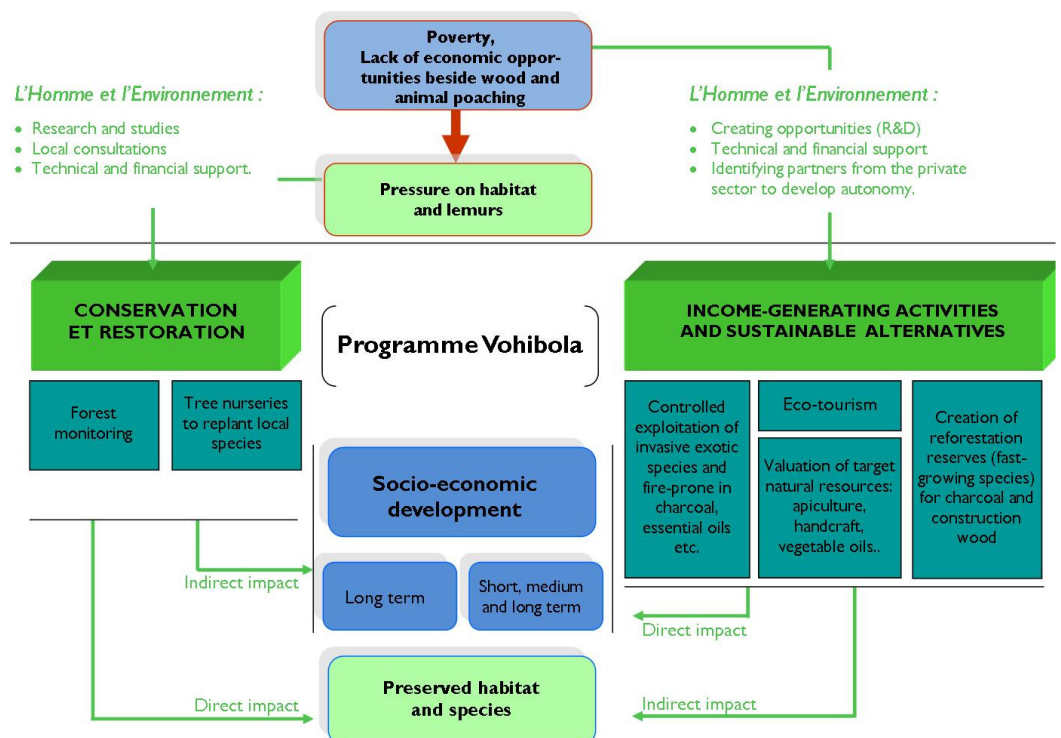 Poverty,
Lack of economic oppor-
tunities beside wood and
animal poaching
L'Homme et l'Environnement :
• Research and studies
• Local consultations
• Technical and financial support.
L'Homme et l'Environnement :
• Creating opportunities (R&D)
• Technical and financial support
• Identifying partners from the private
sector to develop autonomy.
Pressure on habitat
and lemurs
CONSERVATION
ET RESTORATION
Programme Vohibola
INCOME-GENERATING ACTIVITIES
AND SUSTAINABLE ALTERNATIVES
Forest
monitoring
Tree nurseries
to replant local
species
Controlled
exploitation of
invasive exotic
species and
fire-prone in
charcoal,
essential oils
etc.
Eco-tourism
Valuation of target
natural resources:
apiculture,
handcraft,
vegetable oils..
Creation of
reforestation
reserves (fast-
growing species)
for charcoal and
construction
wood
Socio-economic
development
Indirect impact
Long term
Short, medium
and long term
Direct impact
Preserved habitat
and species
Direct impact
Indirect impact